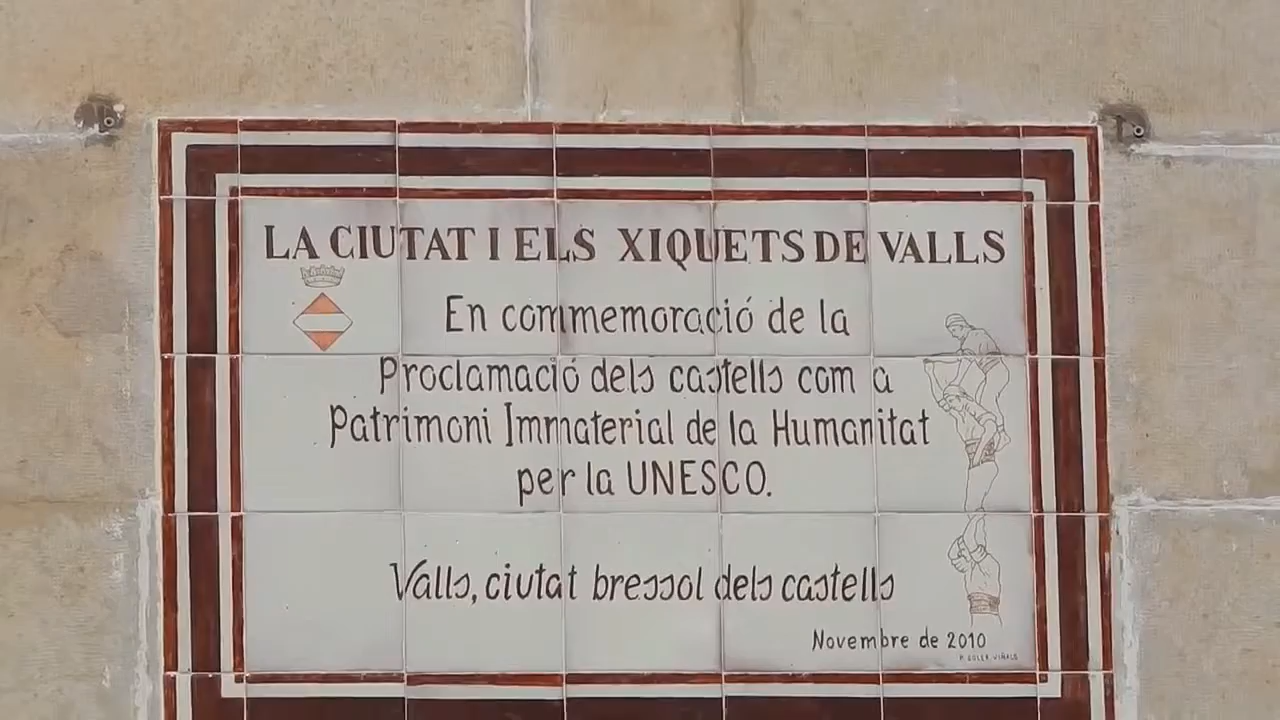 LA CIUTAT I ELS XIQUETS DE VALLS
En commemoració de la
Proclamació dels castells com a
Patrimoni Immaterial de la Humanitat
per la UNESCO.
Valls, ciutat bressol dels castells
Novembre de 2010